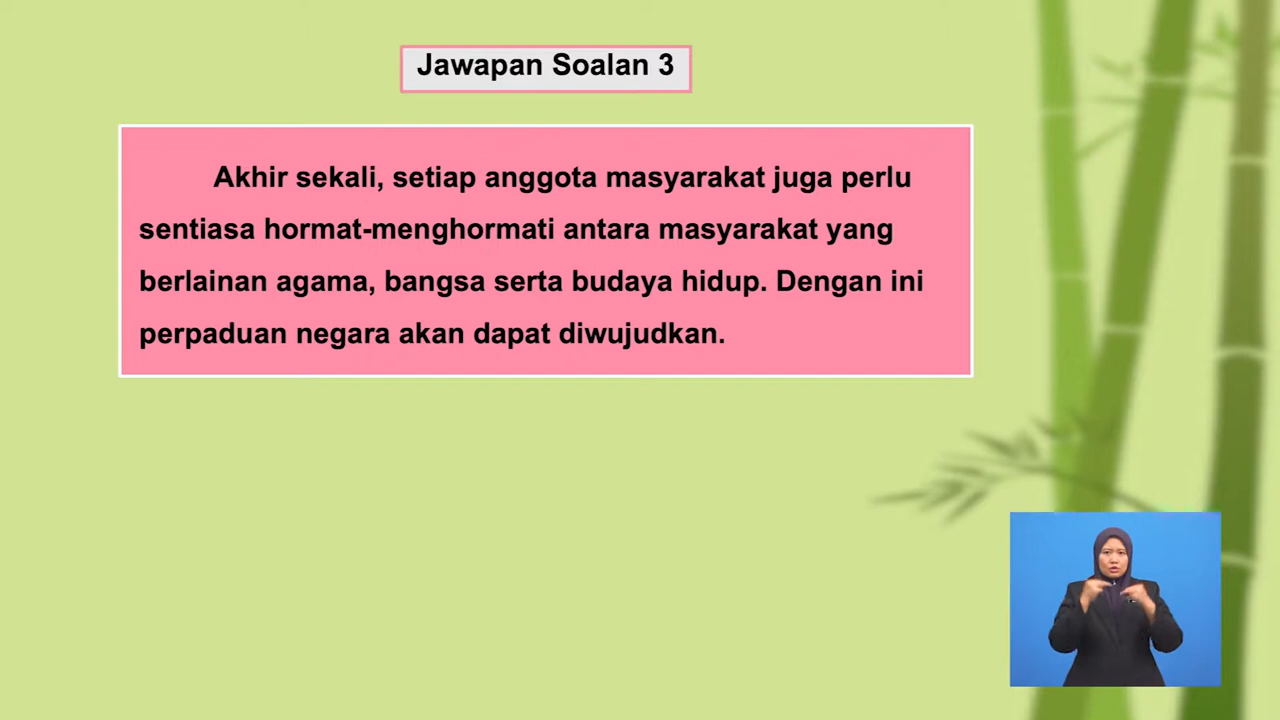 Jawapan Soalan 3
Akhir sekali, setiap anggota masyarakat juga perlu
sentiasa hormat-menghormati antara masyarakat yang
berlainan agama, bangsa serta budaya hidup. Dengan ini
perpaduan negara akan dapat diwujudkan.